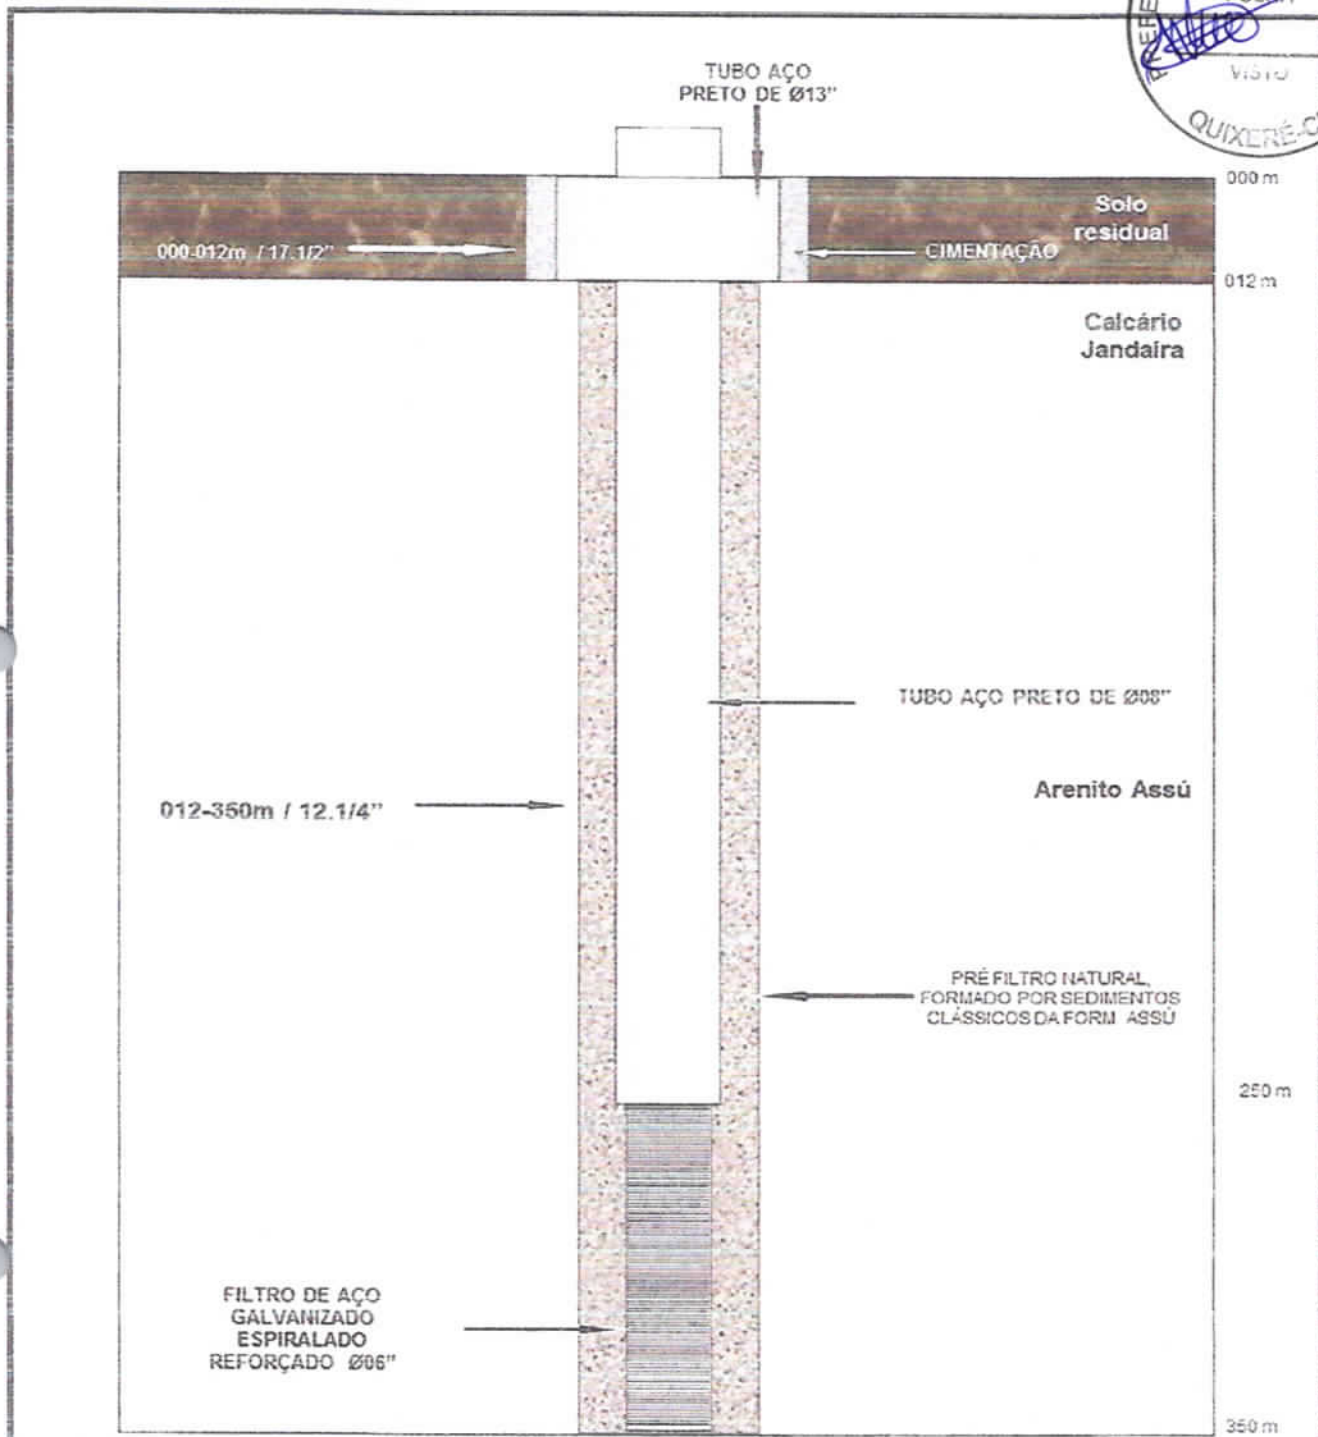 VISTO
QUIXERÉ-C
TUBO AÇO
PRETO DE Ø13"
000 m
Solo
residual
000-012m / 17.1/2"
CIMENTAÇÃO
012 m
Calcário
Jandaira
TUBO AÇO PRETO DE Ø08"
Arenito Assú
012-350m / 12.1/4"
PRÉ FILTRO NATURAL,
FORMADO POR SEDIMENTOS
CLÁSSICOS DA FORM ASSÚ
250 m
FILTRO DE AÇO
GALVANIZADO
ESPIRALADO
REFORÇADO Ø06"
350 m